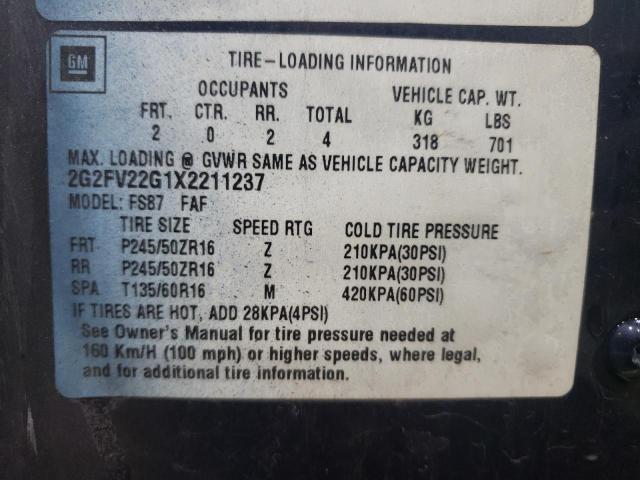 GM
TIRE-LOADING INFORMATION
OCCUPANTS VEHICLE CAP. WT.
FRT. CTR. RR. TOTAL KG LBS
2 0 2 4 318 701
MAX. LOADING @ GVWR SAME AS VEHICLE CAPACITY WEIGHT.
2G2FV22G1X2211237
MODEL: FS87 FAF
TIRE SIZE SPEED RTG COLD TIRE PRESSURE
FRT P245/50ZR16 Z 210KPA(30PSI)
RR P245/50ZR16 Z 210KPA(30PSI)
SPA T135/60R16 M 420KPA(60PSI)
IF TIRES ARE HOT, ADD 28KPA(4PSI)
See Owner's Manual for tire pressure needed at
160 Km/H (100 mph) or higher speeds, where legal,
and for additional tire information.